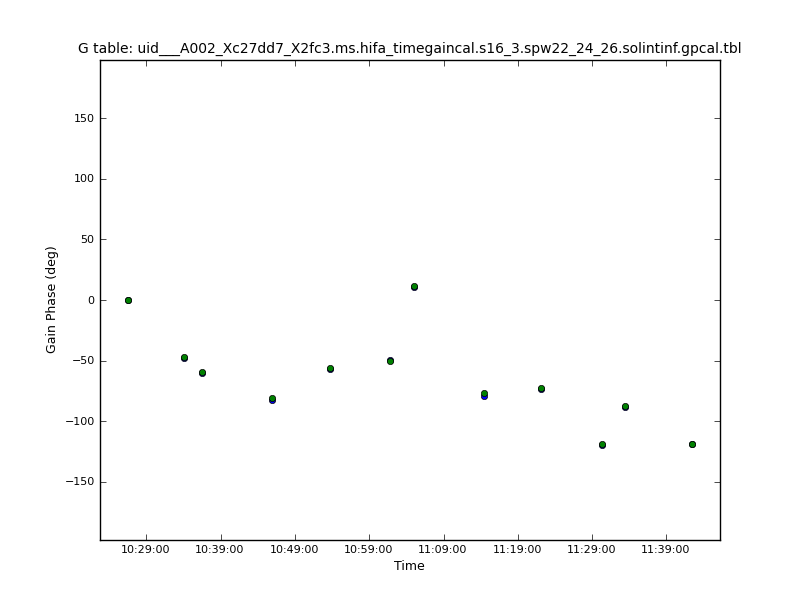 G table: uid___A002_Xc27dd7_X2fc3.ms.hifa_timegaincal.s16_3.spw22_24_26.solintinf.gpcal.tbl
Gain Phase (deg)
150
100
50
0
−50
−100
−150
10:29:00 10:39:00 10:49:00 10:59:00 11:09:00 11:19:00 11:29:00 11:39:00
Time